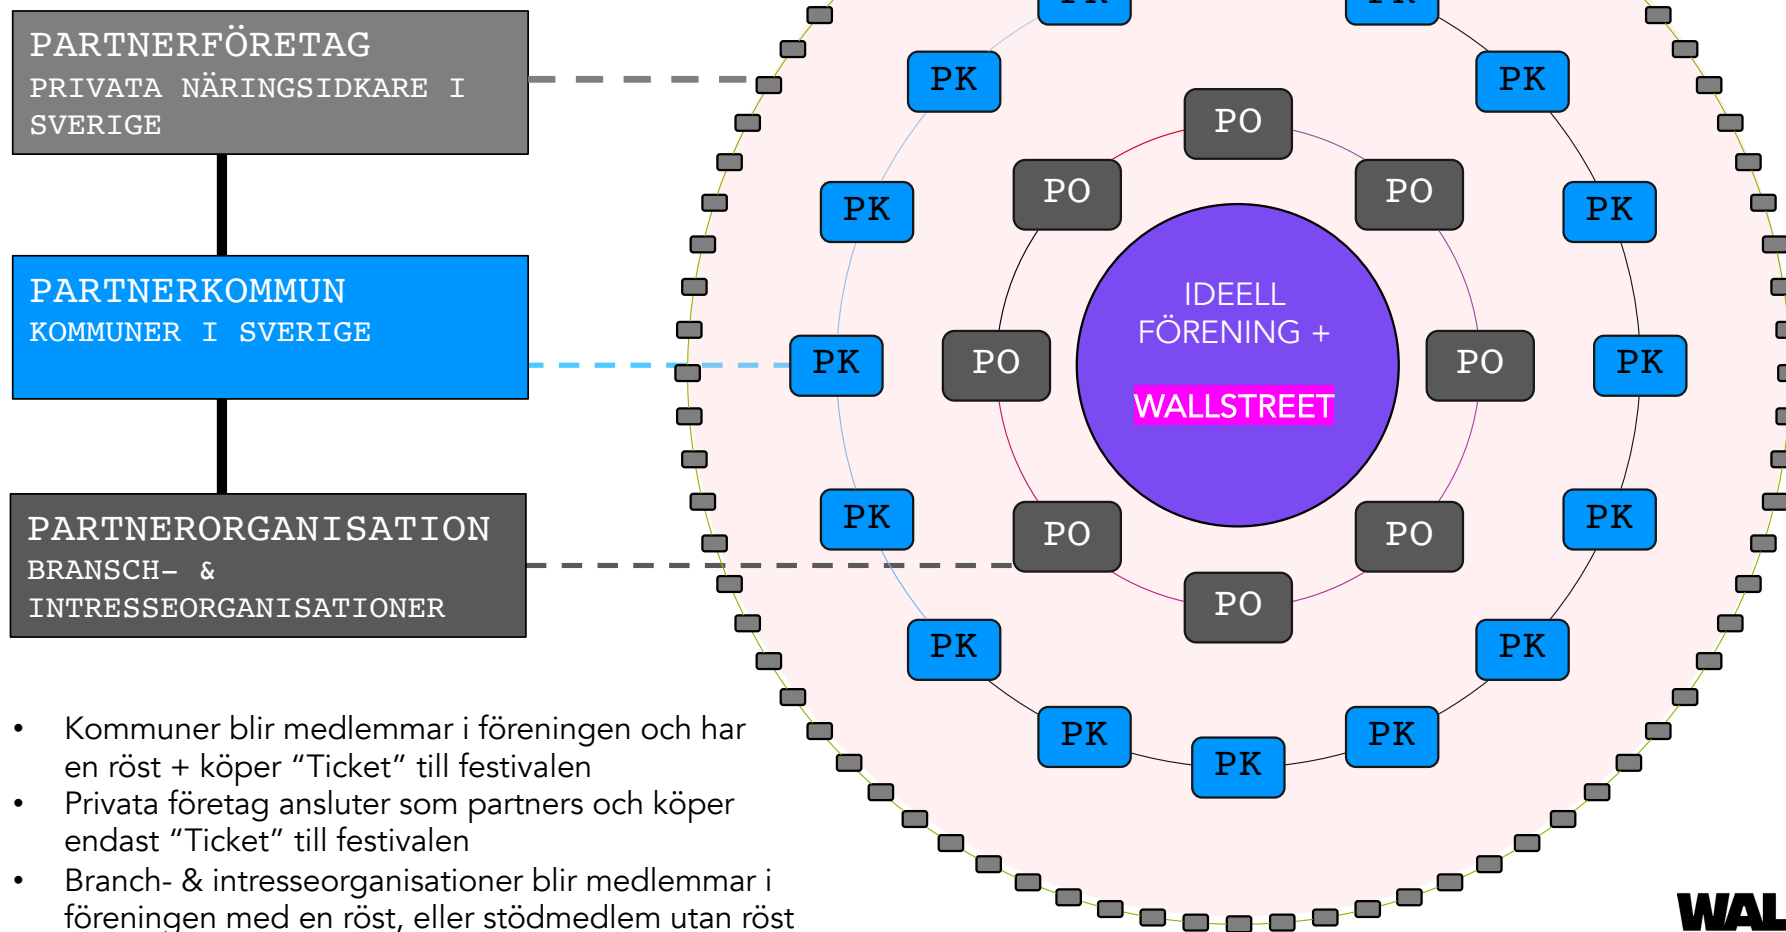 PARTNERFÖRETAG
PRIVATA NÄRINGSIDKARE I
SVERIGE
PARTNERKOMMUN
KOMMUNER I SVERIGE
PARTNERORGANISATION
BRANSCH- &
INTRESSEORGANISATIONER
• Kommuner blir medlemmar i föreningen och har
en röst + köper “Ticket” till festivalen
• Privata företag ansluter som partners och köper
endast “Ticket” till festivalen
• Branch- & intresseorganisationer blir medlemmar i
föreningen med en röst, eller stödmedlem utan röst
PK
PK
PK
PK
PO
PO
PO
PK
PK
IDEELL
FÖRENING +
WALLSTREET
PK
PO
PO
PK
PK
PO
PO
PK
PO
PK
PK
PK
PK
PK
WAL